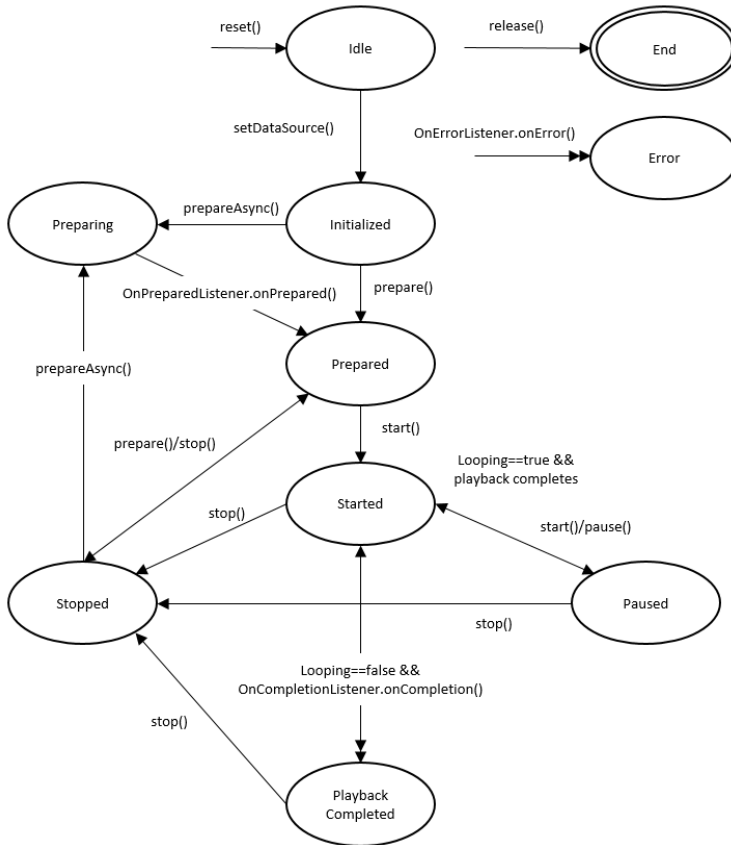 reset()
Idle
release()
End
setDataSource()
OnErrorListener.onError()
Error
Preparing
prepareAsync()
Initialized
OnPreparedListener.onPrepared()
prepare()
prepareAsync()
Prepared
prepare()/stop()
start()
Looping==true &&
playback completes
stop()
Started
start()/pause()
Stopped
Paused
stop()
Looping==false &&
OnCompletionListener.onCompletion()
stop()
Playback
Completed